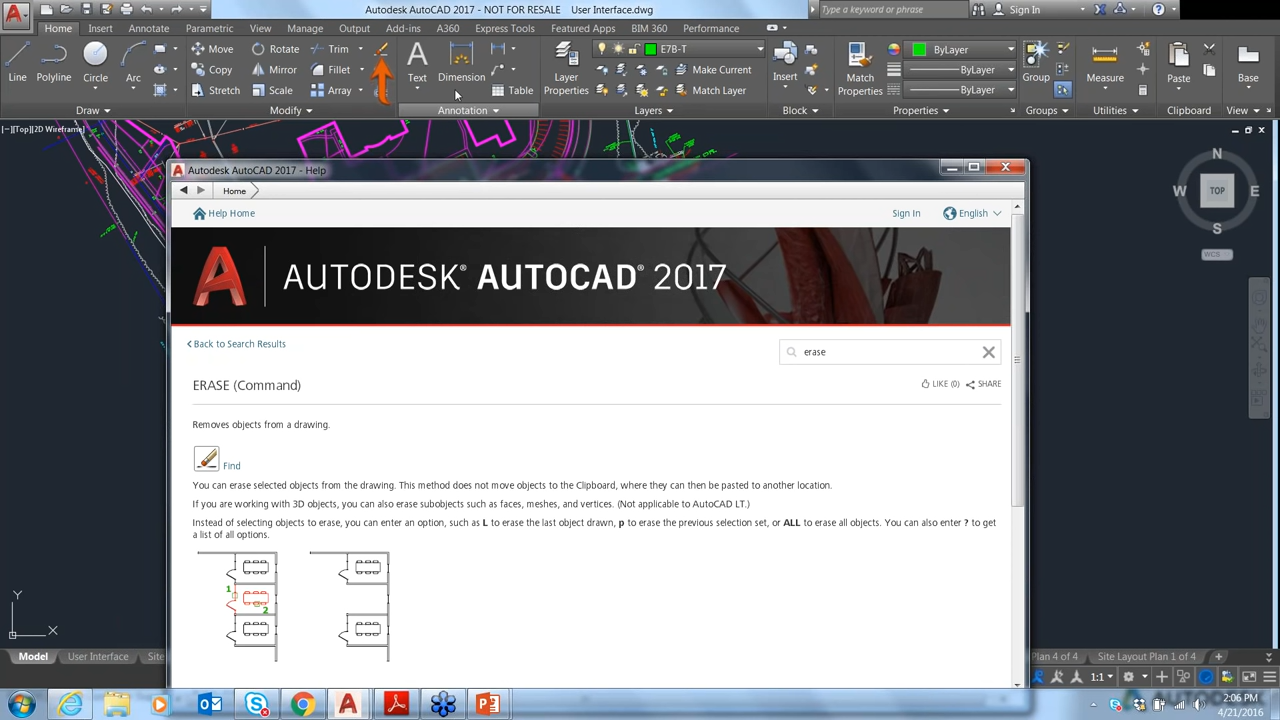 Autodesk AutoCAD 2017 - NOT FOR RESALE User Interface.dwg
Type a keyword or phrase
Sign In
Home Insert Annotate Parametric View Manage Output Add-ins A360 Express Tools Featured Apps BIM 360 Performance
Line Polyline Circle Arc
Move Rotate Trim
Copy Mirror Fillet
Stretch Scale Array
Text Dimension
Table
Layer Properties
E7B-T
Make Current
Match Layer
Insert
Match Properties
ByLayer
ByLayer
ByLayer
Group
Measure
Paste
Base
Draw Modify Annotation Layers Block Properties Groups Utilities Clipboard View
[−][Top][2D Wireframe]
N
W TOP E
S
WCS
Autodesk AutoCAD 2017 - Help
Home
Help Home
Sign In English
AUTODESK® AUTOCAD® 2017
Back to Search Results
erase
ERASE (Command)
LIKE (0) SHARE
Removes objects from a drawing.
Find
You can erase selected objects from the drawing. This method does not move objects to the Clipboard, where they can then be pasted to another location.
If you are working with 3D objects, you can also erase subobjects such as faces, meshes, and vertices. (Not applicable to AutoCAD LT.)
Instead of selecting objects to erase, you can enter an option, such as L to erase the last object drawn, p to erase the previous selection set, or ALL to erase all objects. You can also enter ? to get
a list of all options.
1
2
Y
X
Model User Interface Site
Plan 4 of 4 Site Layout Plan 1 of 4
1:1
2:06 PM
4/21/2016